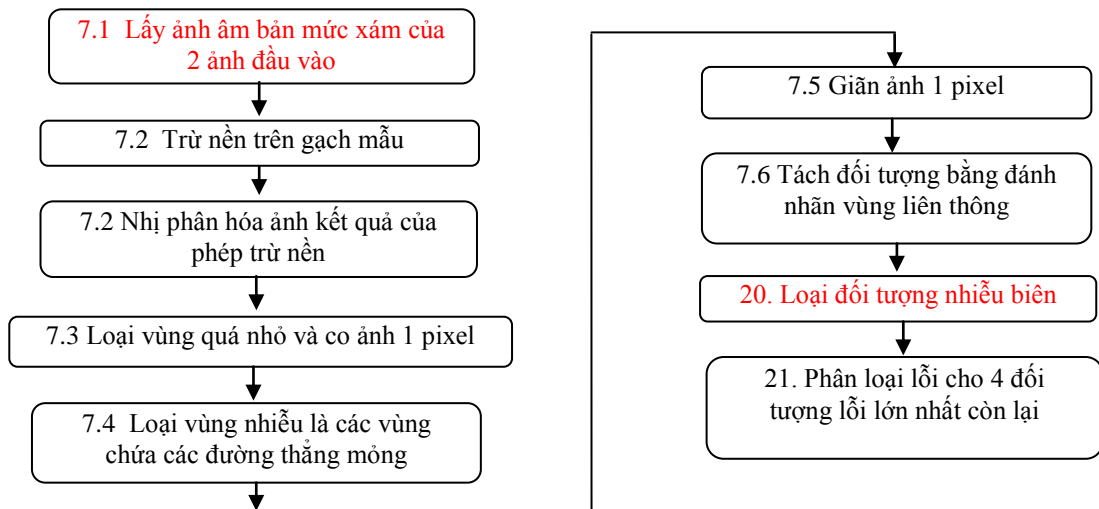 7.1 Lấy ảnh âm bản mức xám của
2 ảnh đầu vào
7.2 Trừ nền trên gạch mẫu
7.2 Nhị phân hóa ảnh kết quả của
phép trừ nền
7.3 Loại vùng quá nhỏ và co ảnh 1 pixel
7.4 Loại vùng nhiễu là các vùng
chứa các đường thẳng mỏng
7.5 Giãn ảnh 1 pixel
7.6 Tách đối tượng bằng đánh
nhãn vùng liên thông
20. Loại đối tượng nhiễu biên
21. Phân loại lỗi cho 4 đối
tượng lỗi lớn nhất còn lại